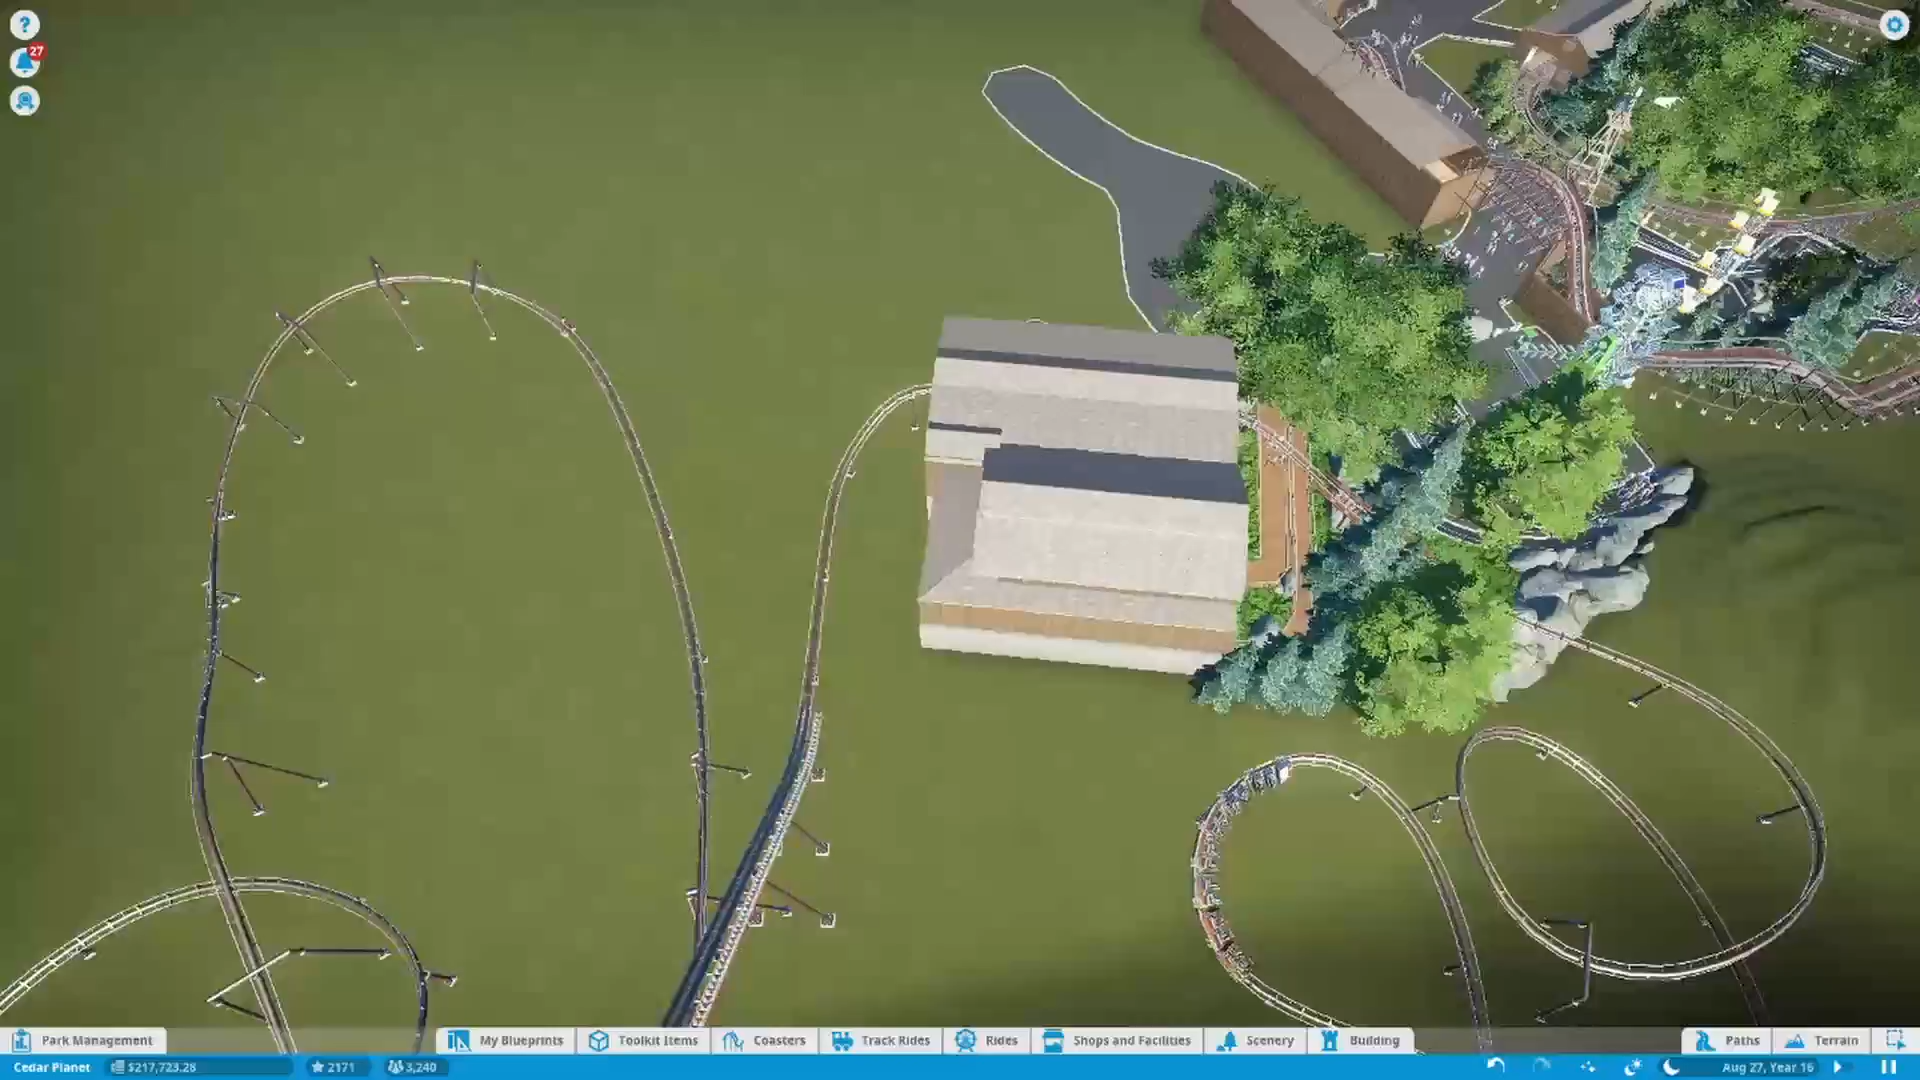 ?
27
Park Management
My Blueprints
Toolkit Items
Coasters
Track Rides
Rides
Shops and Facilities
Scenery
Building
Paths
Terrain
Cedar Planet
$217,723.28
2171
3,240
Aug 27, Year 16